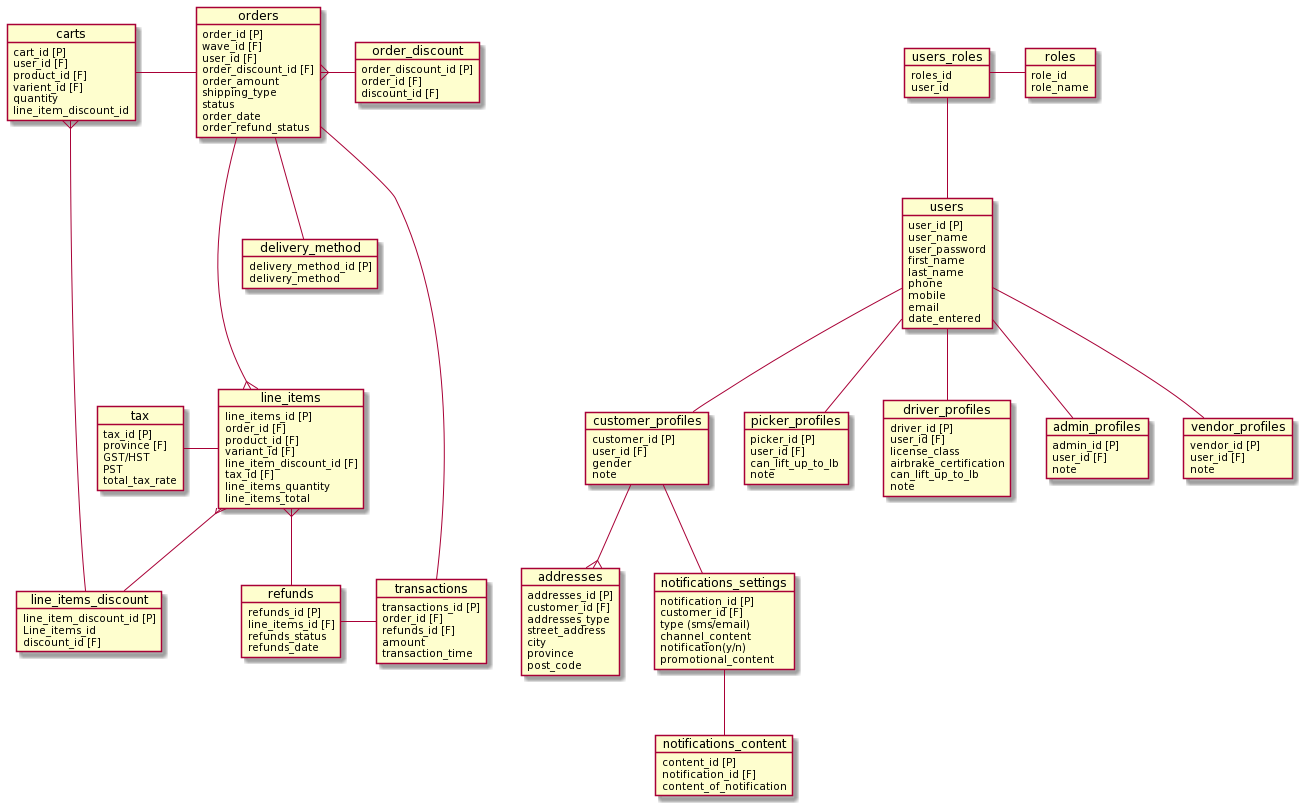 carts
cart_id [P]
user_id [F]
product_id [F]
varient_id [F]
quantity
line_item_discount_id
orders
order_id [P]
wave_id [F]
user_id [F]
order_discount_id [F]
order_amount
shipping_type
status
order_date
order_refund_status
order_discount
order_discount_id [P]
order_id [F]
discount_id [F]
users_roles
roles_id
user_id
roles
role_id
role_name
delivery_method
delivery_method_id [P]
delivery_method
users
user_id [P]
user_name
user_password
first_name
last_name
phone
mobile
email
date_entered
tax
tax_id [P]
province [F]
GST/HST
PST
total_tax_rate
line_items
line_items_id [P]
order_id [F]
product_id [F]
variant_id [F]
line_item_discount_id [F]
tax_id [F]
line_items_quantity
line_items_total
customer_profiles
customer_id [P]
user_id [F]
gender
note
picker_profiles
picker_id [P]
user_id [F]
can_lift_up_to_lb
note
driver_profiles
driver_id [P]
user_id [F]
license_class
airbrake_certification
can_lift_up_to_lb
note
admin_profiles
admin_id [P]
user_id [F]
note
vendor_profiles
vendor_id [P]
user_id [F]
note
line_items_discount
line_item_discount_id [P]
Line_items_id
discount_id [F]
refunds
refunds_id [P]
line_items_id [F]
refunds_status
refunds_date
transactions
transactions_id [P]
order_id [F]
refunds_id [F]
amount
transaction_time
addresses
addresses_id [P]
customer_id [F]
addresses_type
street_address
city
province
post_code
notifications_settings
notification_id [P]
customer_id [F]
type (sms/email)
channel_content
notification(y/n)
promotional_content
notifications_content
content_id [P]
notification_id [F]
content_of_notification